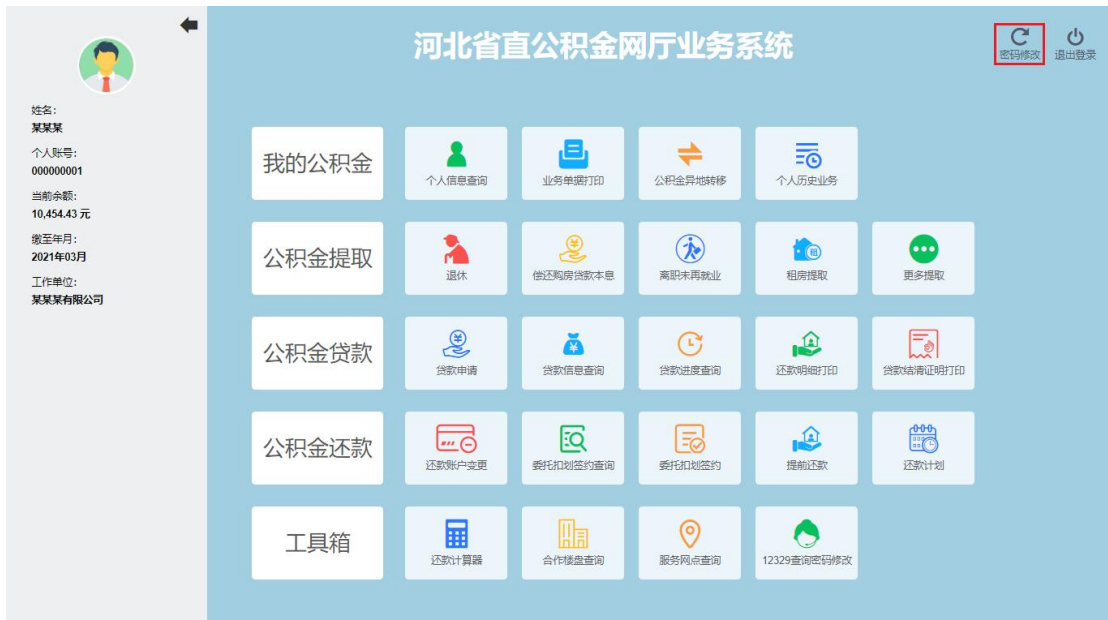 河北省直公积金网厅业务系统
密码修改
退出登录
姓名:
某某某
个人账号:
000000001
当前余额:
10,454.43 元
缴至年月:
2021年03月
工作单位:
某某某有限公司
我的公积金
个人信息查询
业务单据打印
公积金异地转移
个人历史业务
公积金提取
退休
偿还购房贷款本息
离职未再就业
租房提取
更多提取
公积金贷款
贷款申请
贷款信息查询
贷款进度查询
还款明细打印
贷款结清证明打印
公积金还款
还款账户变更
委托扣划签约查询
委托扣划签约
提前还款
还款计划
工具箱
还款计算器
合作楼盘查询
服务网点查询
12329查询密码修改